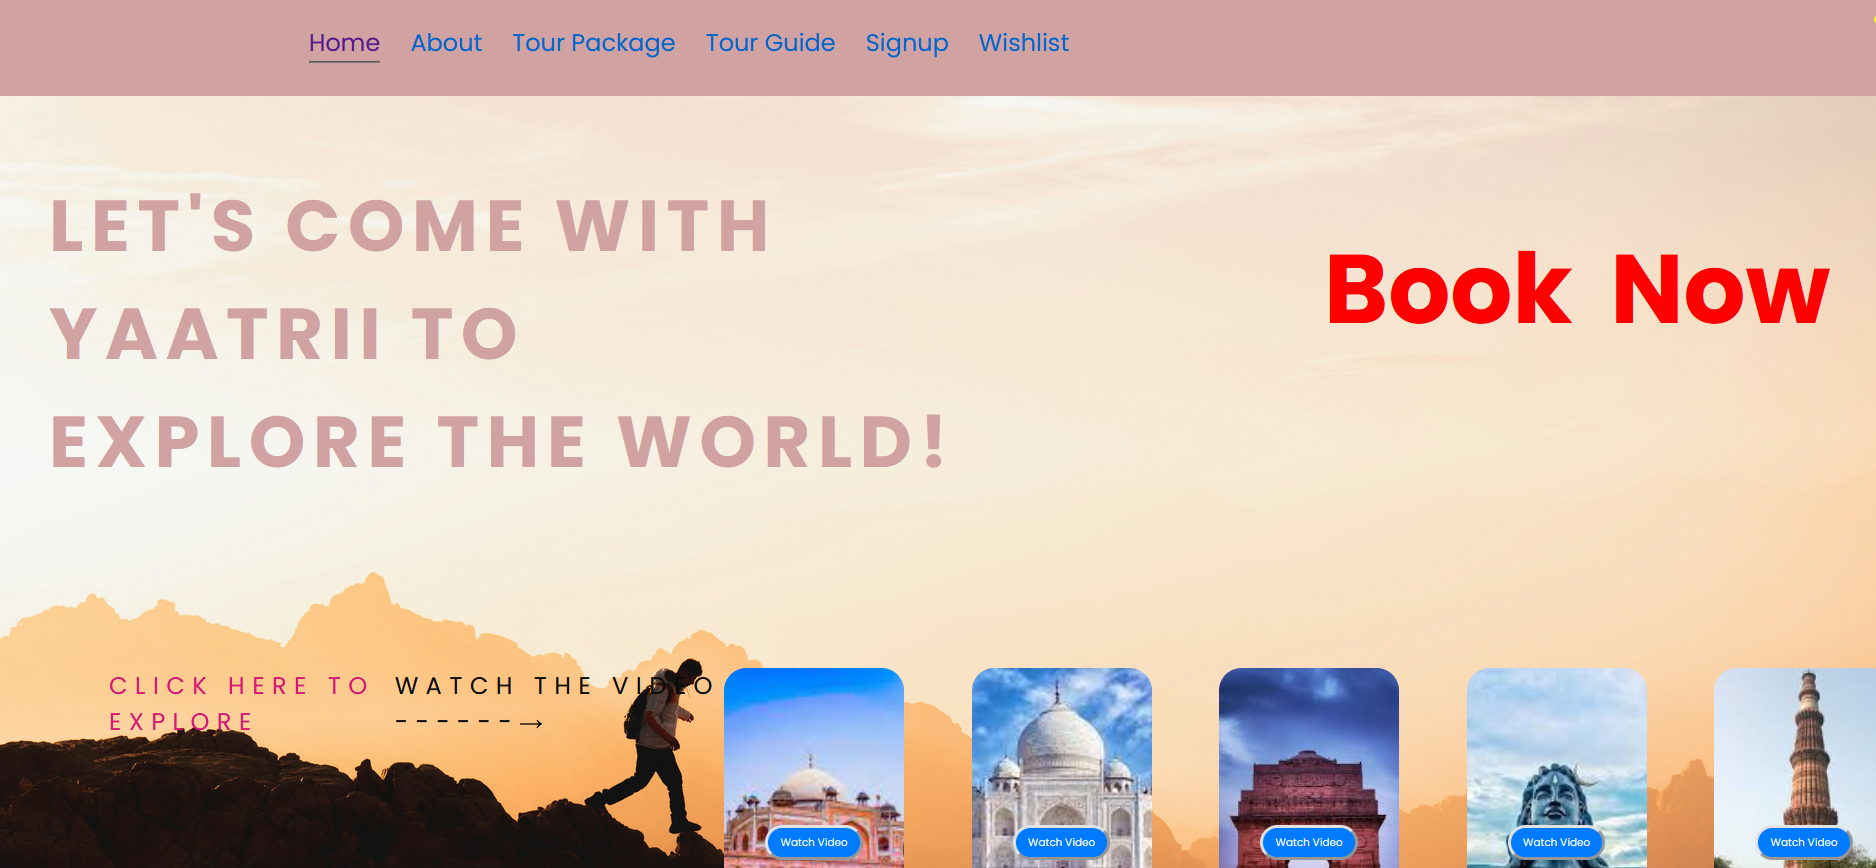 Home About Tour Package Tour Guide Signup Wishlist
LET'S COME WITH
YAATRII TO
EXPLORE THE WORLD!
Book Now
CLICK HERE TO
EXPLORE
WATCH THE VIDEO
------→
Watch Video
Watch Video
Watch Video
Watch Video
Watch Video